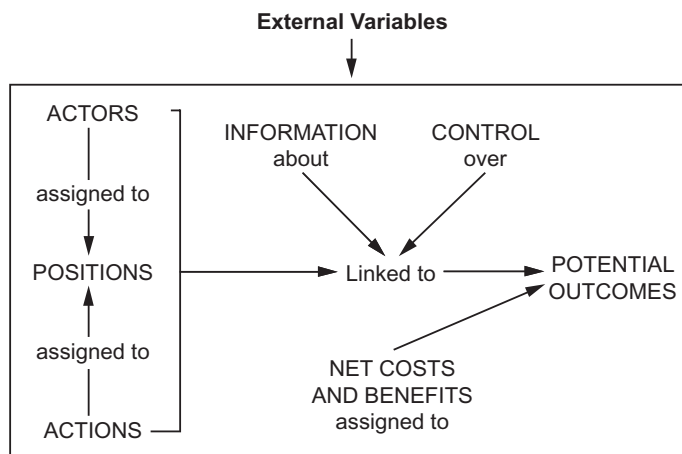 External Variables
ACTORS
assigned to
POSITIONS
assigned to
ACTIONS
INFORMATION
about
CONTROL
over
Linked to
POTENTIAL
OUTCOMES
NET COSTS
AND BENEFITS
assigned to